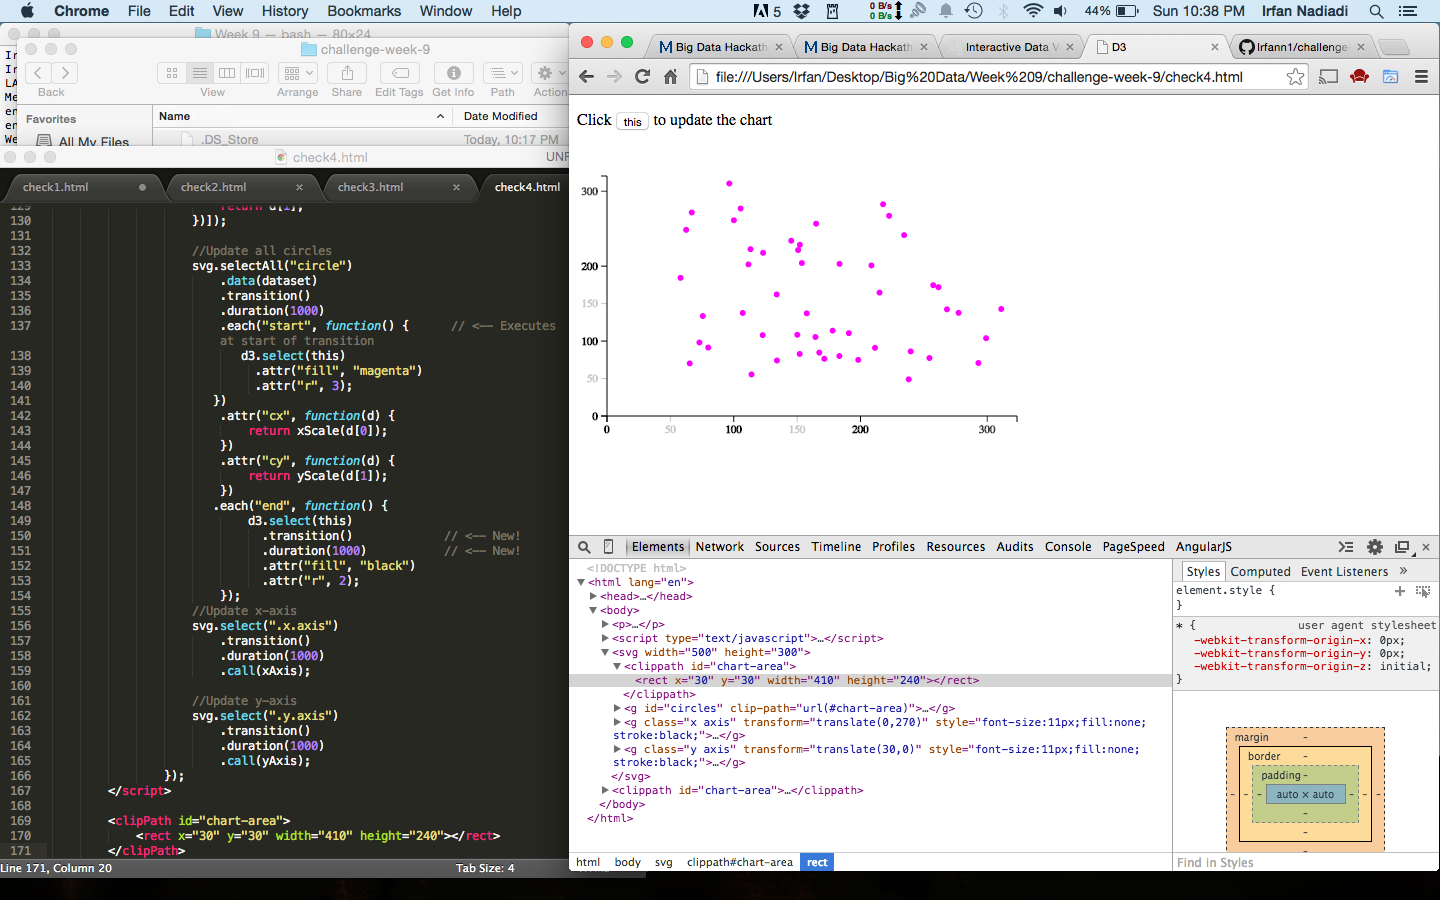 Chrome File Edit View History Bookmarks Window Help 5 0 B/s 0 B/s 44% Sun 10:38 PM Irfan Nadiadi
Week 9 — bash — 80×24
challenge-week-9
Back View Arrange Share Edit Tags Get Info Path Action
Favorites Name Date Modified
All My Files .DS_Store Today, 10:17 PM
check4.html UNR
check1.html check2.html × check3.html × check4.html
129 return d[1];
130 })]);
131
132 //Update all circles
133 svg.selectAll("circle")
134 .data(dataset)
135 .transition()
136 .duration(1000)
137 .each("start", function() { // <-- Executes
at start of transition
138 d3.select(this)
139 .attr("fill", "magenta")
140 .attr("r", 3);
141 })
142 .attr("cx", function(d) {
143 return xScale(d[0]);
144 })
145 .attr("cy", function(d) {
146 return yScale(d[1]);
147 })
148 .each("end", function() {
149 d3.select(this)
150 .transition() // <-- New!
151 .duration(1000) // <-- New!
152 .attr("fill", "black")
153 .attr("r", 2);
154 });
155 //Update x-axis
156 svg.select(".x.axis")
157 .transition()
158 .duration(1000)
159 .call(xAxis);
160
161 //Update y-axis
162 svg.select(".y.axis")
163 .transition()
164 .duration(1000)
165 .call(yAxis);
166 });
167 </script>
168
169 <clipPath id="chart-area">
170 <rect x="30" y="30" width="410" height="240"></rect>
171 </clipPath>
Line 171, Column 20 Tab Size: 4
Big Data Hackath × Big Data Hackath × Interactive Data V × D3 × Irfann1/challenge ×
file:///Users/Irfan/Desktop/Big%20Data/Week%209/challenge-week-9/check4.html
Click this to update the chart
300
200
150
100
50
0
0 50 100 150 200 300
Elements Network Sources Timeline Profiles Resources Audits Console PageSpeed AngularJS
<!DOCTYPE html>
<html lang="en">
<head>…</head>
<body>
<p>…</p>
<script type="text/javascript">…</script>
<svg width="500" height="300">
<clippath id="chart-area">
<rect x="30" y="30" width="410" height="240"></rect>
</clippath>
<g id="circles" clip-path="url(#chart-area)">…</g>
<g class="x axis" transform="translate(0,270)" style="font-size:11px;fill:none;
stroke:black;">…</g>
<g class="y axis" transform="translate(30,0)" style="font-size:11px;fill:none;
stroke:black;">…</g>
</svg>
<clippath id="chart-area">…</clippath>
</body>
</html>
html body svg clippath#chart-area rect
Styles Computed Event Listeners »
element.style {
}
* { user agent stylesheet
-webkit-transform-origin-x: 0px;
-webkit-transform-origin-y: 0px;
-webkit-transform-origin-z: initial;
}
margin -
border -
padding -
- - - auto × auto - - -
-
-
Find in Styles